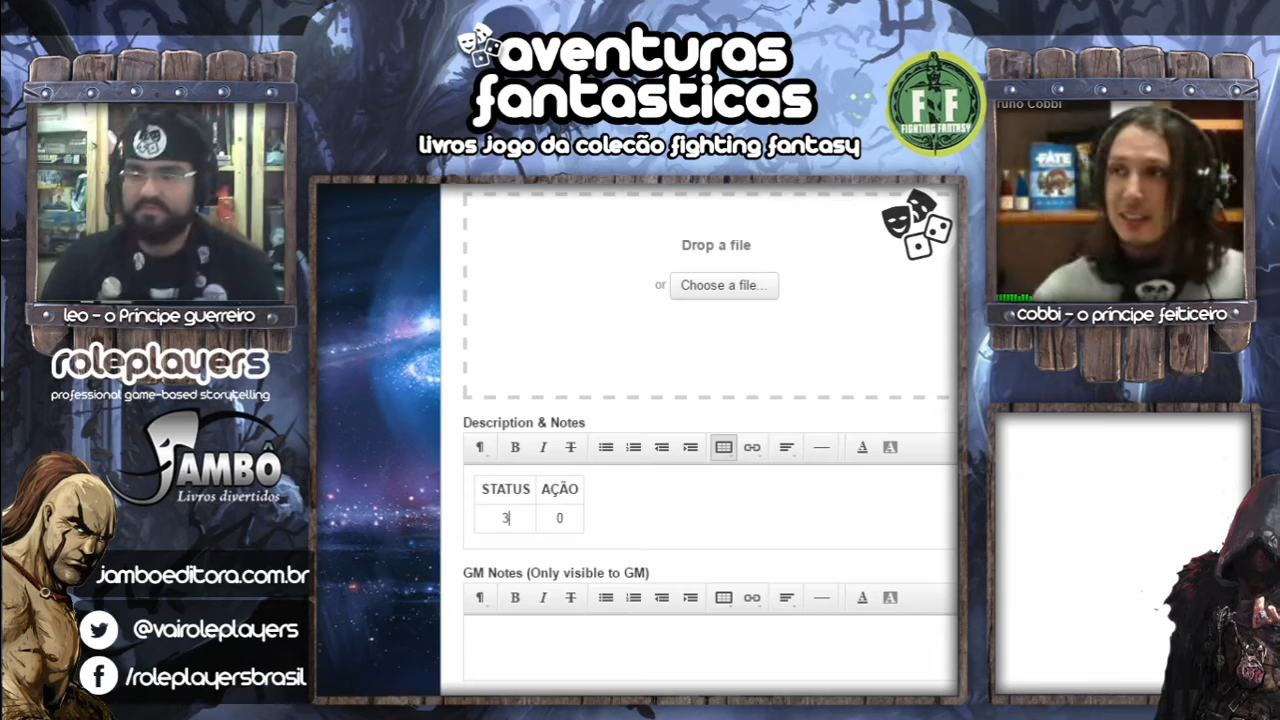 aventuras
fantasticas
livros jogo da colecão fighting fantasy
F F
FIGHTING FANTASY
runo Cobbi
FATE
leo - o príncipe guerreiro
cobbi - o príncipe feiticeiro
roleplayers
professional game-based storytelling
JAMBÔ
Livros divertidos
jamboeditora.com.br
@vairoleplayers
/roleplayersbrasil
Drop a file
or Choose a file...
Description & Notes
STATUS AÇÃO
3 0
GM Notes (Only visible to GM)